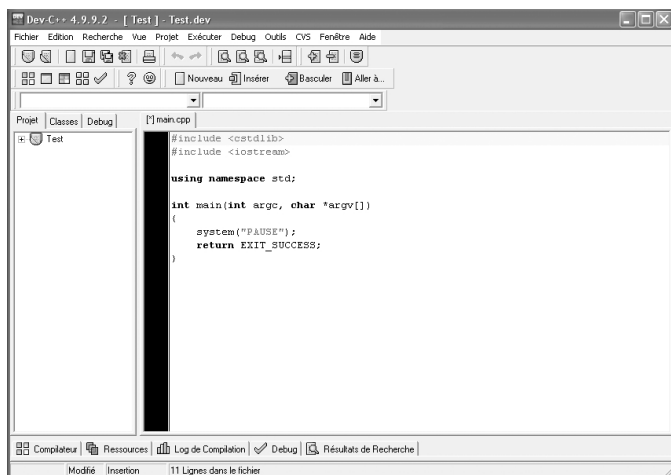 Dev-C++ 4.9.9.2 - [ Test ] - Test.dev
Fichier Edition Recherche Vue Projet Exécuter Debug Outils CVS Fenêtre Aide
Nouveau Insérer Basculer Aller à...
Projet Classes Debug [*] main.cpp
Test
#include <cstdlib>
#include <iostream>
using namespace std;
int main(int argc, char *argv[])
{
system("PAUSE");
return EXIT_SUCCESS;
}
Compilateur Ressources Log de Compilation Debug Résultats de Recherche
Modifié Insertion 11 Lignes dans le fichier